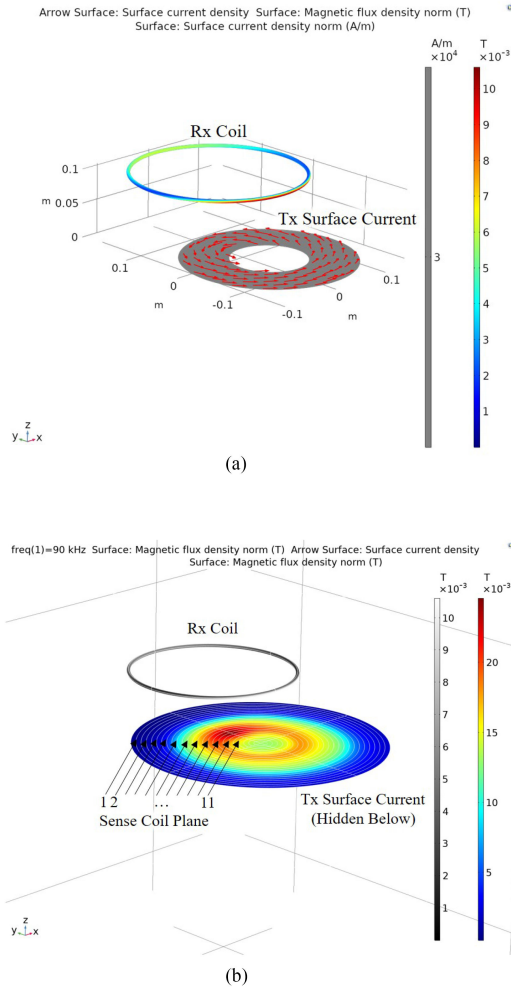 Arrow Surface: Surface current density  Surface: Magnetic flux density norm (T)
Surface: Surface current density norm (A/m)
A/m T
×10⁴ ×10⁻³
10
Rx Coil
9
8
0.1
m 0.05
7
Tx Surface Current
0
6
3
0.1
0.1
5
0
0
m -0.1
-0.1 m
4
3
2
1
z
y x
(a)
freq(1)=90 kHz  Surface: Magnetic flux density norm (T)  Arrow Surface: Surface current density
Surface: Magnetic flux density norm (T)
T T
×10⁻³ ×10⁻³
10
Rx Coil
9
20
8
7
6
15
5
12 ... 11
Tx Surface Current
10
Sense Coil Plane
(Hidden Below)
4
3
5
2
1
z
y x
(b)